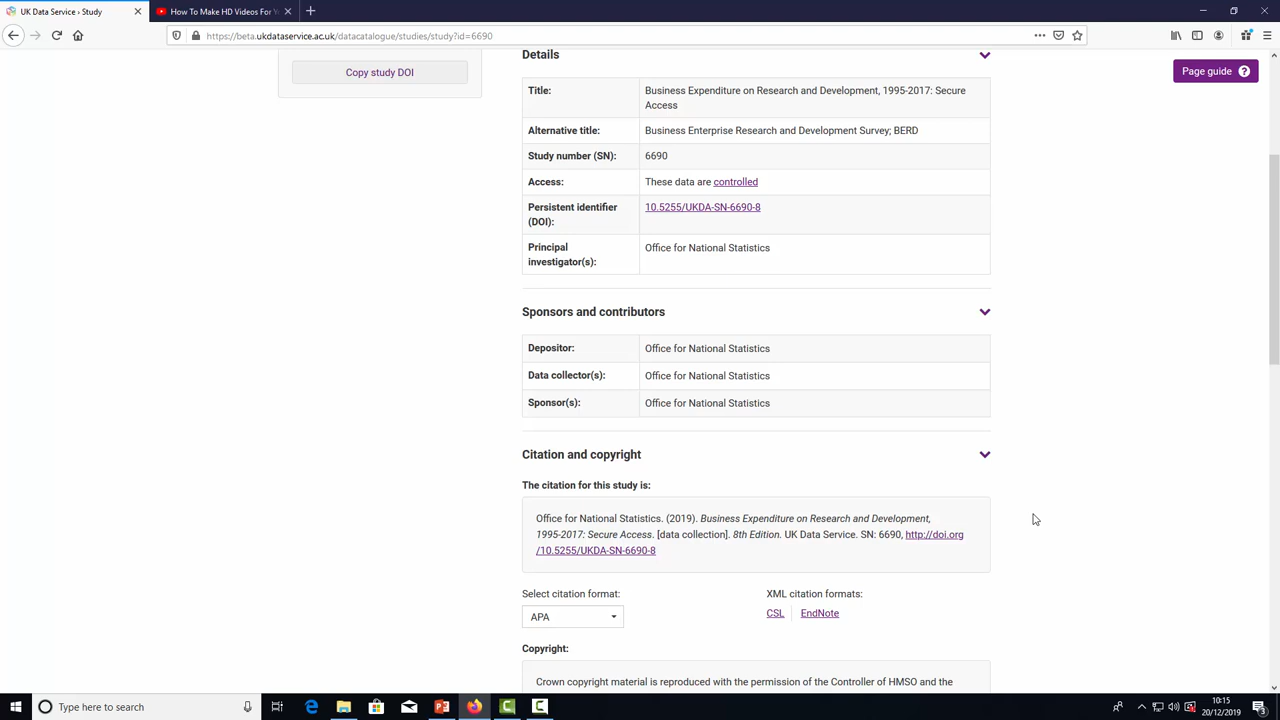 UK Data Service › Study
How To Make HD Videos For Y
https://beta.ukdataservice.ac.uk/datacatalogue/studies/study?id=6690
Page guide ?
Copy study DOI
Details
Title: Business Expenditure on Research and Development, 1995-2017: Secure
Access
Alternative title: Business Enterprise Research and Development Survey; BERD
Study number (SN): 6690
Access: These data are controlled
Persistent identifier 10.5255/UKDA-SN-6690-8
(DOI):
Principal Office for National Statistics
investigator(s):
Sponsors and contributors
Depositor: Office for National Statistics
Data collector(s): Office for National Statistics
Sponsor(s): Office for National Statistics
Citation and copyright
The citation for this study is:
Office for National Statistics. (2019). Business Expenditure on Research and Development,
1995-2017: Secure Access. [data collection]. 8th Edition. UK Data Service. SN: 6690, http://doi.org
/10.5255/UKDA-SN-6690-8
Select citation format: XML citation formats:
APA CSL EndNote
Copyright:
Crown copyright material is reproduced with the permission of the Controller of HMSO and the
Type here to search
10:15
20/12/2019
3